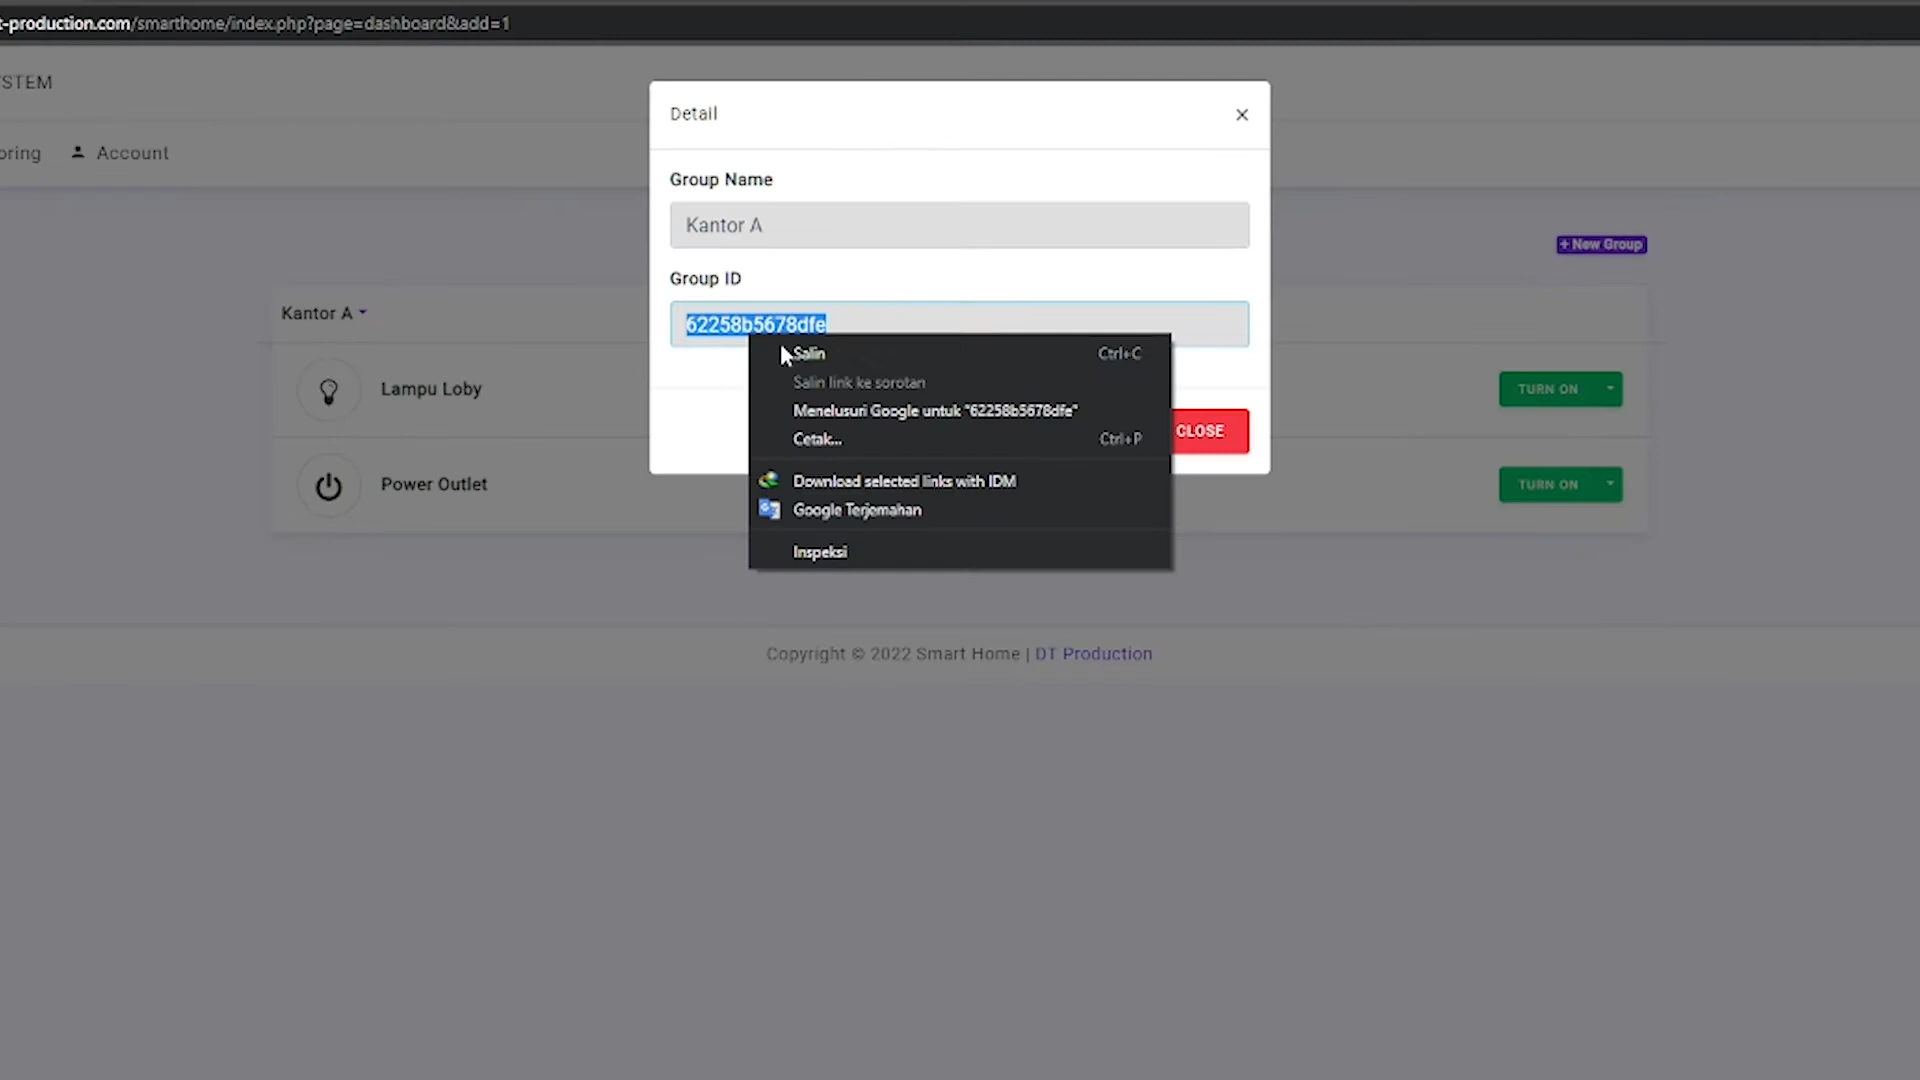 t-production.com/smarthome/index.php?page=dashboard&add=1
YSTEM
Detail
×
oring
Account
Group Name
Kantor A
+ New Group
Group ID
Kantor A
62258b5678dfe
Salin Ctrl+C
Salin link ke sorotan
Menelusuri Google untuk "62258b5678dfe"
Cetak... Ctrl+P
Download selected links with IDM
Google Terjemahan
Inspeksi
CLOSE
Lampu Loby
TURN ON
Power Outlet
TURN ON
Copyright © 2022 Smart Home | DT Production